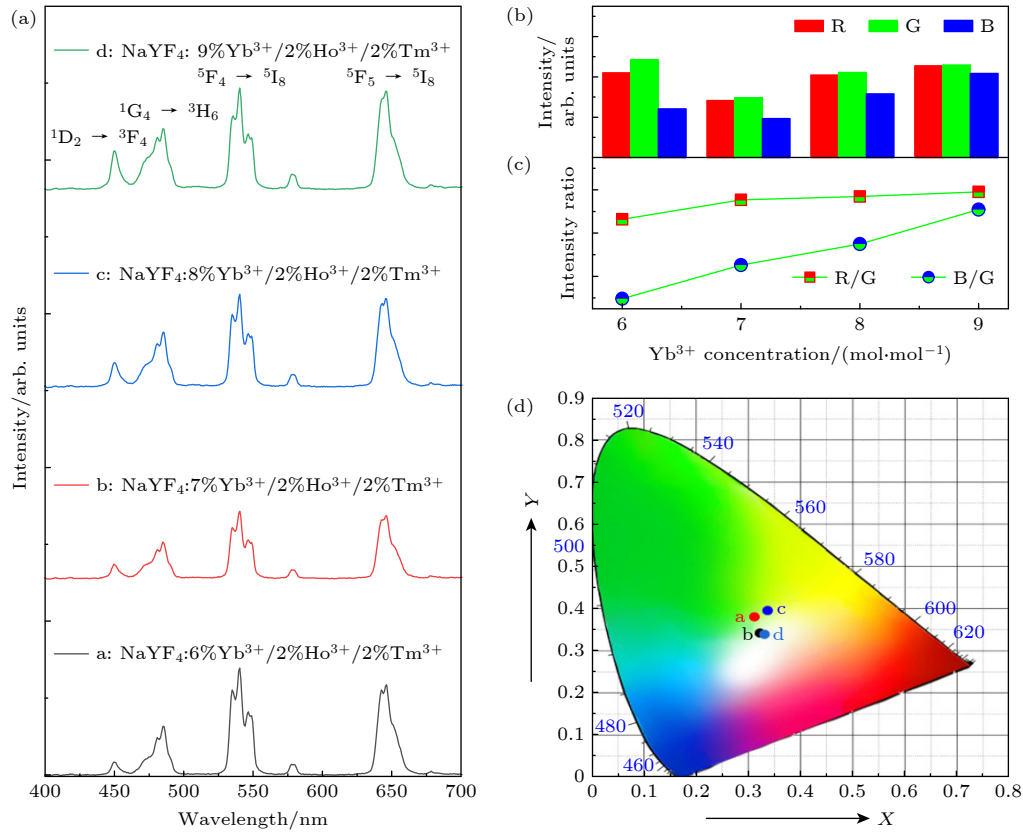 (a)
d: NaYF₄: 9%Yb³⁺/2%Ho³⁺/2%Tm³⁺
⁵F₄ → ⁵I₈
⁵F₅ → ⁵I₈
¹G₄ → ³H₆
¹D₂ → ³F₄
c: NaYF₄:8%Yb³⁺/2%Ho³⁺/2%Tm³⁺
b: NaYF₄:7%Yb³⁺/2%Ho³⁺/2%Tm³⁺
a: NaYF₄:6%Yb³⁺/2%Ho³⁺/2%Tm³⁺
Intensity/arb. units
400 450 500 550 600 650 700
Wavelength/nm
(b)
R G B
Intensity/
arb. units
(c)
Intensity ratio
R/G B/G
6 7 8 9
Yb³⁺ concentration/(mol·mol⁻¹)
(d)
0.9
0.8
0.7
0.6
0.5
0.4
0.3
0.2
0.1
0
Y
520
540
560
500
580
600
620
480
460
a
c
b
d
0 0.1 0.2 0.3 0.4 0.5 0.6 0.7 0.8
X